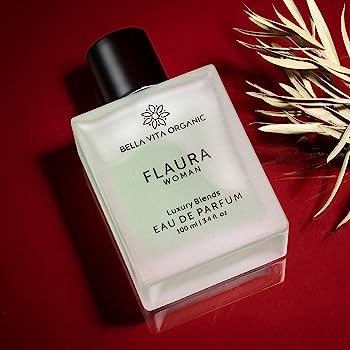 BELLA VITA ORGANIC
FLAURA
WOMAN
Luxury Blends
EAU DE PARFUM
100 ml | 3.4 fl oz